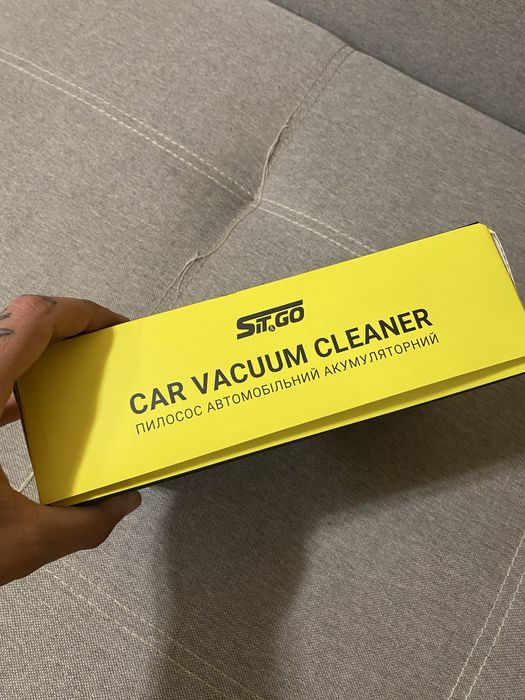 SIT&GO
CAR VACUUM CLEANER
ПИЛОСОС АВТОМОБІЛЬНИЙ АКУМУЛЯТОРНИЙ